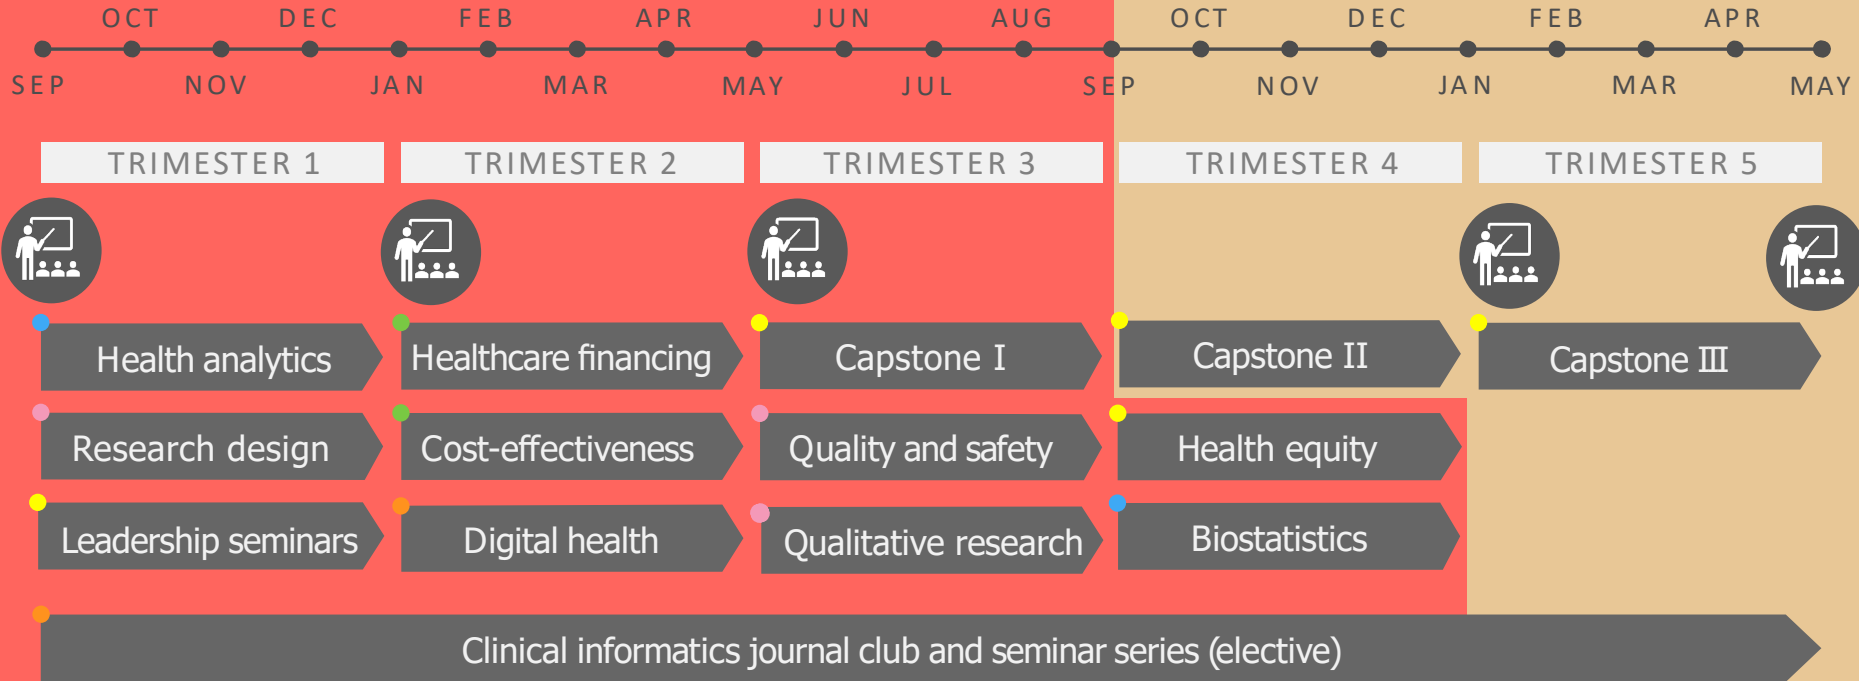 OCT DEC FEB APR JUN AUG OCT DEC FEB APR
SEP NOV JAN MAR MAY JUL SEP NOV JAN MAR MAY
TRIMESTER 1 TRIMESTER 2 TRIMESTER 3 TRIMESTER 4 TRIMESTER 5
Health analytics Healthcare financing Capstone I Capstone II Capstone III
Research design Cost-effectiveness Quality and safety Health equity
Leadership seminars Digital health Qualitative research Biostatistics
Clinical informatics journal club and seminar series (elective)